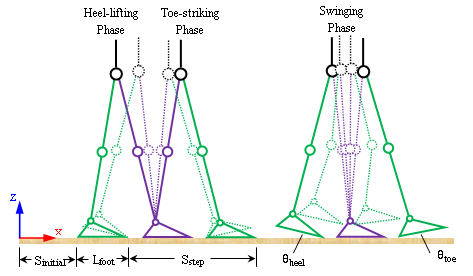 Heel-lifting Toe-striking Swinging
Phase Phase Phase
Z
X
Sinitial Lfoot Sstep θheel θtoe